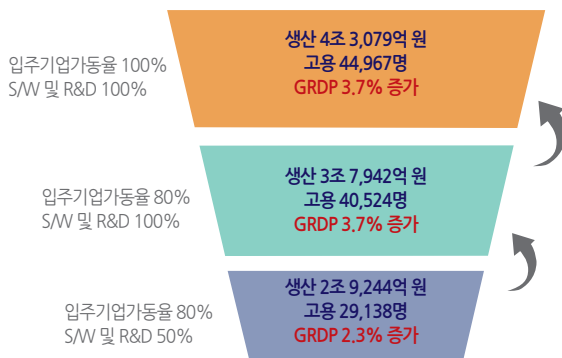 입주기업가동율 100%
S/W 및 R&D 100%
생산 4조 3,079억 원
고용 44,967명
GRDP 3.7% 증가
입주기업가동율 80%
S/W 및 R&D 100%
생산 3조 7,942억 원
고용 40,524명
GRDP 3.7% 증가
입주기업가동율 80%
S/W 및 R&D 50%
생산 2조 9,244억 원
고용 29,138명
GRDP 2.3% 증가